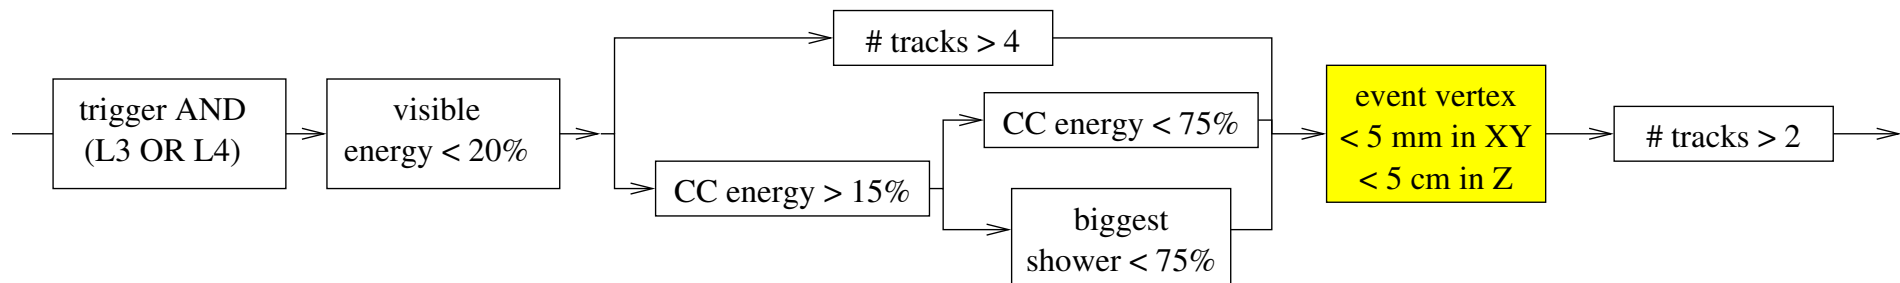 trigger AND
(L3 OR L4)
visible
energy < 20%
# tracks > 4
CC energy > 15%
CC energy < 75%
biggest
shower < 75%
event vertex
< 5 mm in XY
< 5 cm in Z
# tracks > 2